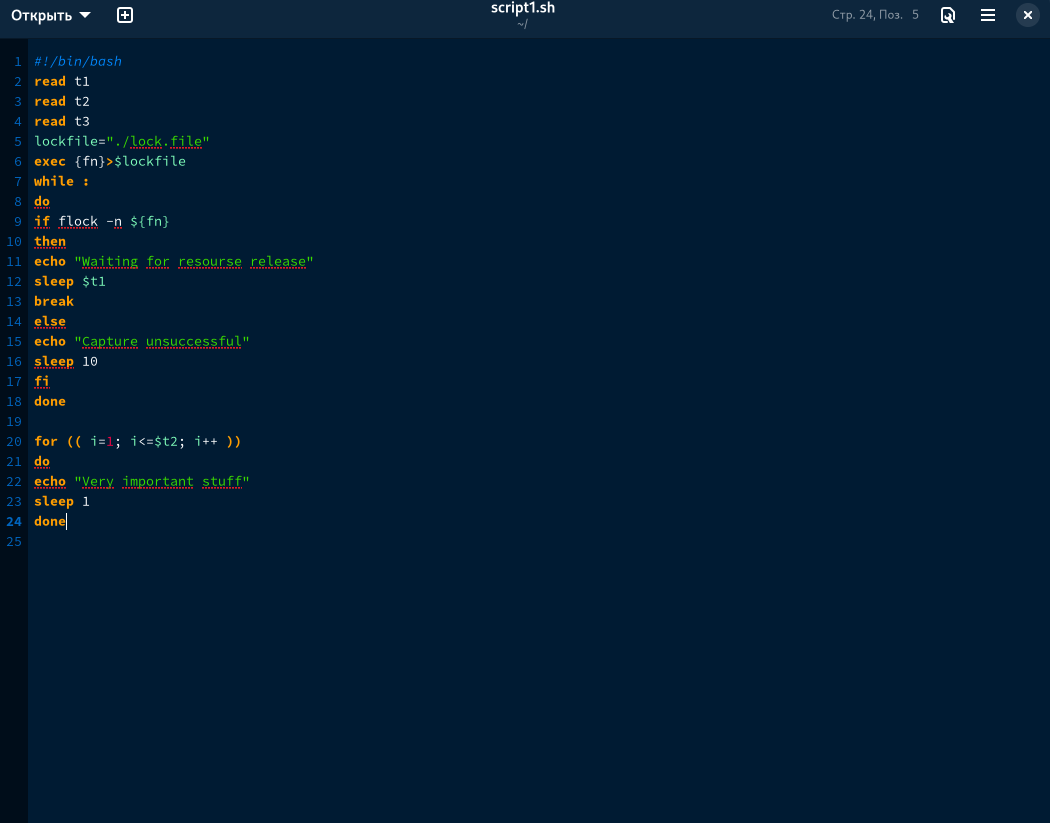 Открыть
script1.sh
~/
Стр. 24, Поз. 5
1 #!/bin/bash
2 read t1
3 read t2
4 read t3
5 lockfile="./lock.file"
6 exec {fn}>$lockfile
7 while :
8 do
9 if flock -n ${fn}
10 then
11 echo "Waiting for resourse release"
12 sleep $t1
13 break
14 else
15 echo "Capture unsuccessful"
16 sleep 10
17 fi
18 done
19
20 for (( i=1; i<=$t2; i++ ))
21 do
22 echo "Very important stuff"
23 sleep 1
24 done
25